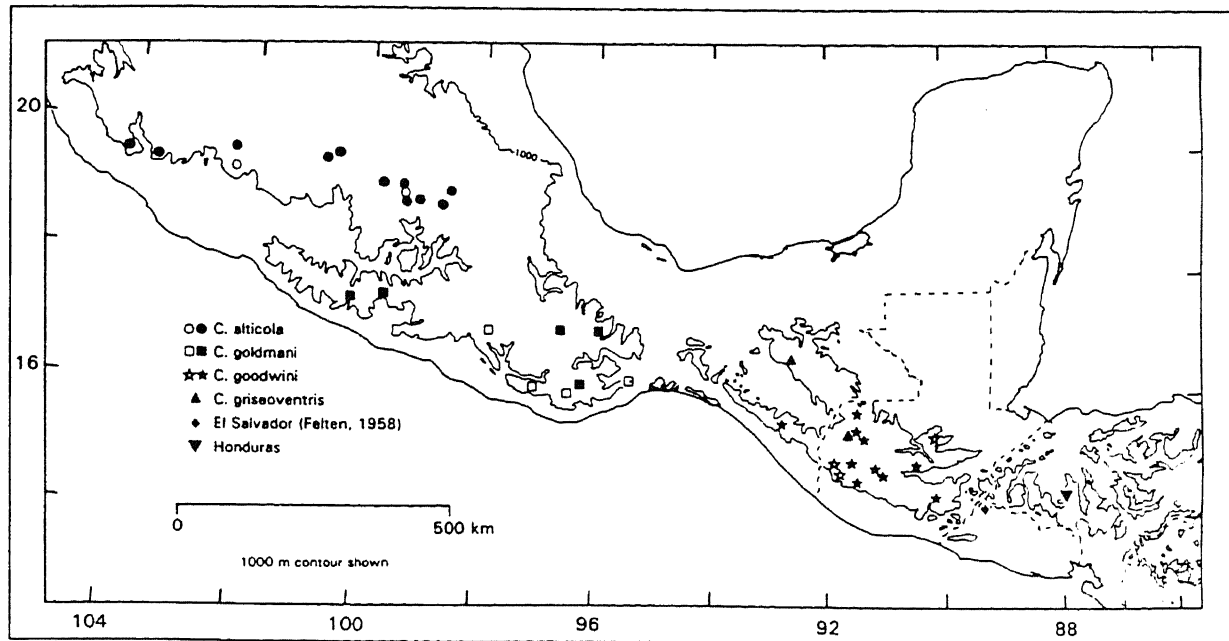 20
1000
16
C. alticola
C. goldmani
C. goodwini
C. griseoventris
El Salvador (Felten, 1958)
Honduras
0 500 km
1000 m contour shown
104 100 96 92 88